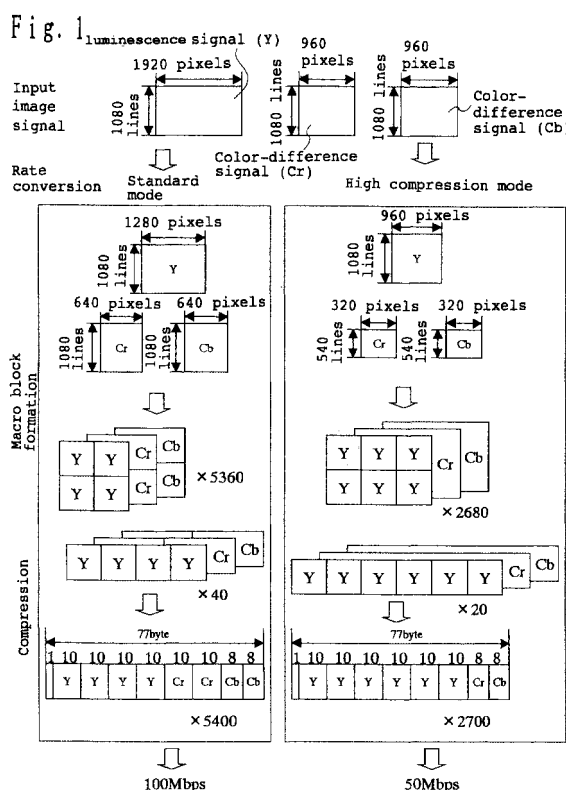 Fig. 1
luminescence signal (Y)
1920 pixels
960 pixels
960 pixels
Input image signal
1080 lines
1080 lines
1080 lines
Color-difference signal (Cb)
Color-difference signal (Cr)
Rate conversion
Standard mode
High compression mode
1280 pixels
1080 lines
Y
640 pixels
640 pixels
1080 lines
Cr
1080 lines
Cb
960 pixels
1080 lines
Y
320 pixels
320 pixels
540 lines
Cr
540 lines
Cb
Macro block formation
Y Y Cr Cb
Y Y Cr Cb
×5360
Y Y Y Cr Cb
Y Y Y
×2680
Y Y Y Y Cr Cb
×40
Y Y Y Y Y Y Cr Cb
×20
Compression
77byte
1 10 10 10 10 10 10 8 8
Y Y Y Y Cr Cr Cb Cb
×5400
77byte
1 10 10 10 10 10 10 8 8
Y Y Y Y Y Y Cr Cb
×2700
100Mbps
50Mbps